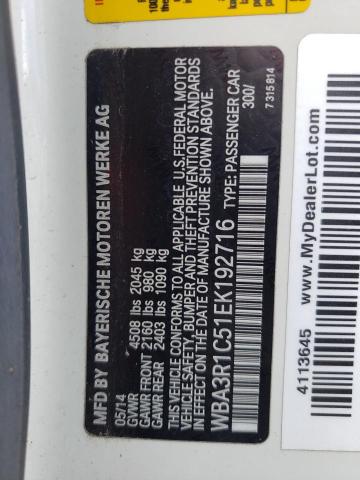 MFD BY BAYERISCHE MOTOREN WERKE AG
05/14
GVWR 4508 lbs 2045 kg
GAWR FRONT 2160 lbs 980 kg
GAWR REAR 2403 lbs 1090 kg
THIS VEHICLE CONFORMS TO ALL APPLICABLE U.S. FEDERAL MOTOR
VEHICLE SAFETY, BUMPER AND THEFT PREVENTION STANDARDS
IN EFFECT ON THE DATE OF MANUFACTURE SHOWN ABOVE.
WBA3R1C51EK192716 TYPE: PASSENGER CAR
300/
7 315 814
4113645 www.MyDealerLot.com